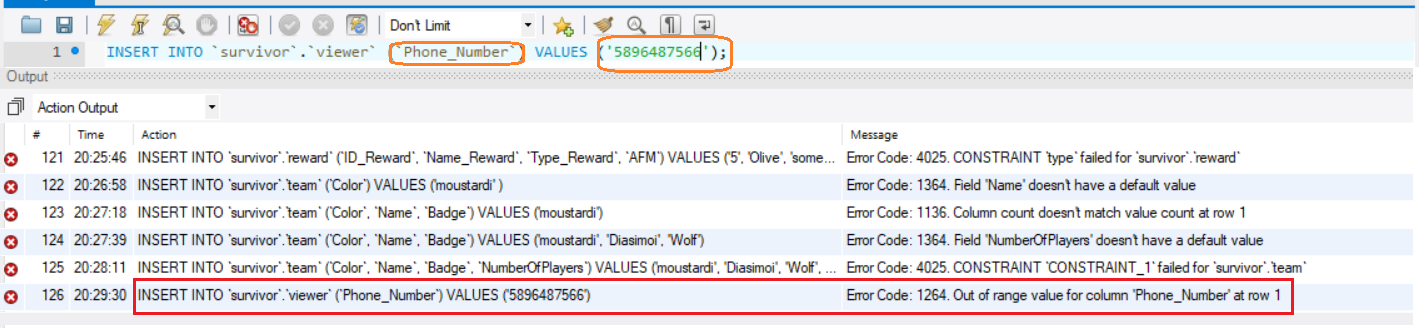 Don't Limit
1 INSERT INTO `survivor`.`viewer` (`Phone_Number`) VALUES ('5896487566');
Output
Action Output
# Time Action Message
121 20:25:46 INSERT INTO `survivor`.`reward` (`ID_Reward`, `Name_Reward`, `Type_Reward`, `AFM`) VALUES ('5', 'Olive', 'some... Error Code: 4025. CONSTRAINT `type` failed for `survivor`.`reward`
122 20:26:58 INSERT INTO `survivor`.`team` (`Color`) VALUES ('moustardi' ) Error Code: 1364. Field 'Name' doesn't have a default value
123 20:27:18 INSERT INTO `survivor`.`team` (`Color`, `Name`, `Badge`) VALUES ('moustardi') Error Code: 1136. Column count doesn't match value count at row 1
124 20:27:39 INSERT INTO `survivor`.`team` (`Color`, `Name`, `Badge`) VALUES ('moustardi', 'Diasimoi', 'Wolf') Error Code: 1364. Field 'NumberOfPlayers' doesn't have a default value
125 20:28:11 INSERT INTO `survivor`.`team` (`Color`, `Name`, `Badge`, `NumberOfPlayers`) VALUES ('moustardi', 'Diasimoi', 'Wolf', ... Error Code: 4025. CONSTRAINT `CONSTRAINT_1` failed for `survivor`.`team`
126 20:29:30 INSERT INTO `survivor`.`viewer` (`Phone_Number`) VALUES ('5896487566') Error Code: 1264. Out of range value for column 'Phone_Number' at row 1